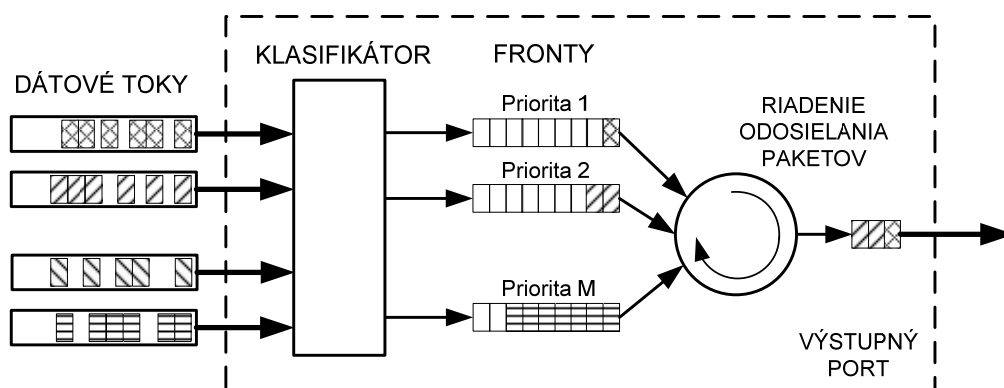 DÁTOVÉ TOKY
KLASIFIKÁTOR
FRONTY
Priorita 1
Priorita 2
Priorita M
RIADENIE
ODOSIELANIA
PAKETOV
VÝSTUPNÝ
PORT